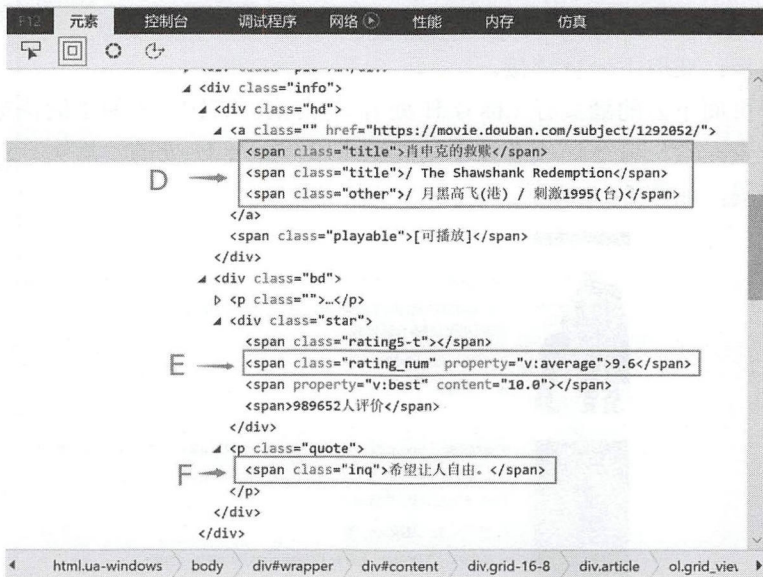 F12 元素 控制台 调试程序 网络 性能 内存 仿真
<div class="info">
<div class="hd">
<a class="" href="https://movie.douban.com/subject/1292052/">
<span class="title">肖申克的救赎</span>
<span class="title">/ The Shawshank Redemption</span>
D
<span class="other">/ 月黑高飞(港) / 刺激1995(台)</span>
</a>
<span class="playable">[可播放]</span>
</div>
<div class="bd">
<p class="">…</p>
<div class="star">
<span class="rating5-t"></span>
E <span class="rating_num" property="v:average">9.6</span>
<span property="v:best" content="10.0"></span>
<span>989652人评价</span>
</div>
<p class="quote">
F <span class="inq">希望让人自由。</span>
</p>
</div>
</div>
html.ua-windows body div#wrapper div#content div.grid-16-8 div.article ol.grid_view